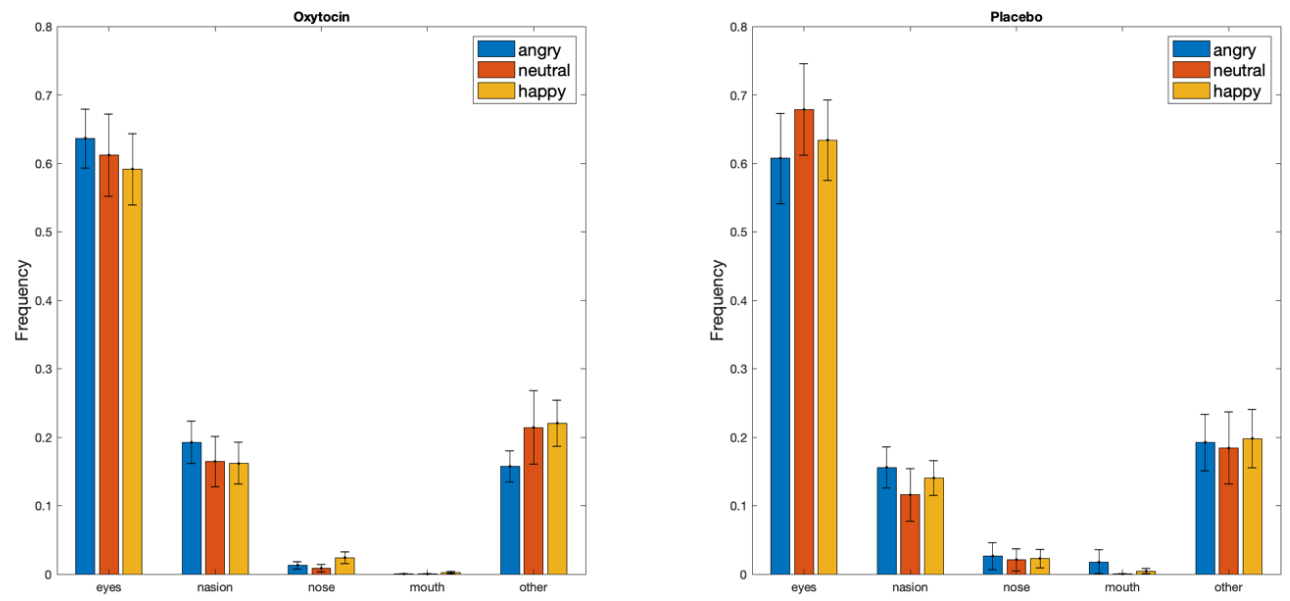 Oxytocin
0.8
0.7
0.6
0.5
0.4
0.3
0.2
0.1
0
Frequency
angry
neutral
happy
eyes nasion nose mouth other
Placebo
0.8
0.7
0.6
0.5
0.4
0.3
0.2
0.1
0
Frequency
angry
neutral
happy
eyes nasion nose mouth other